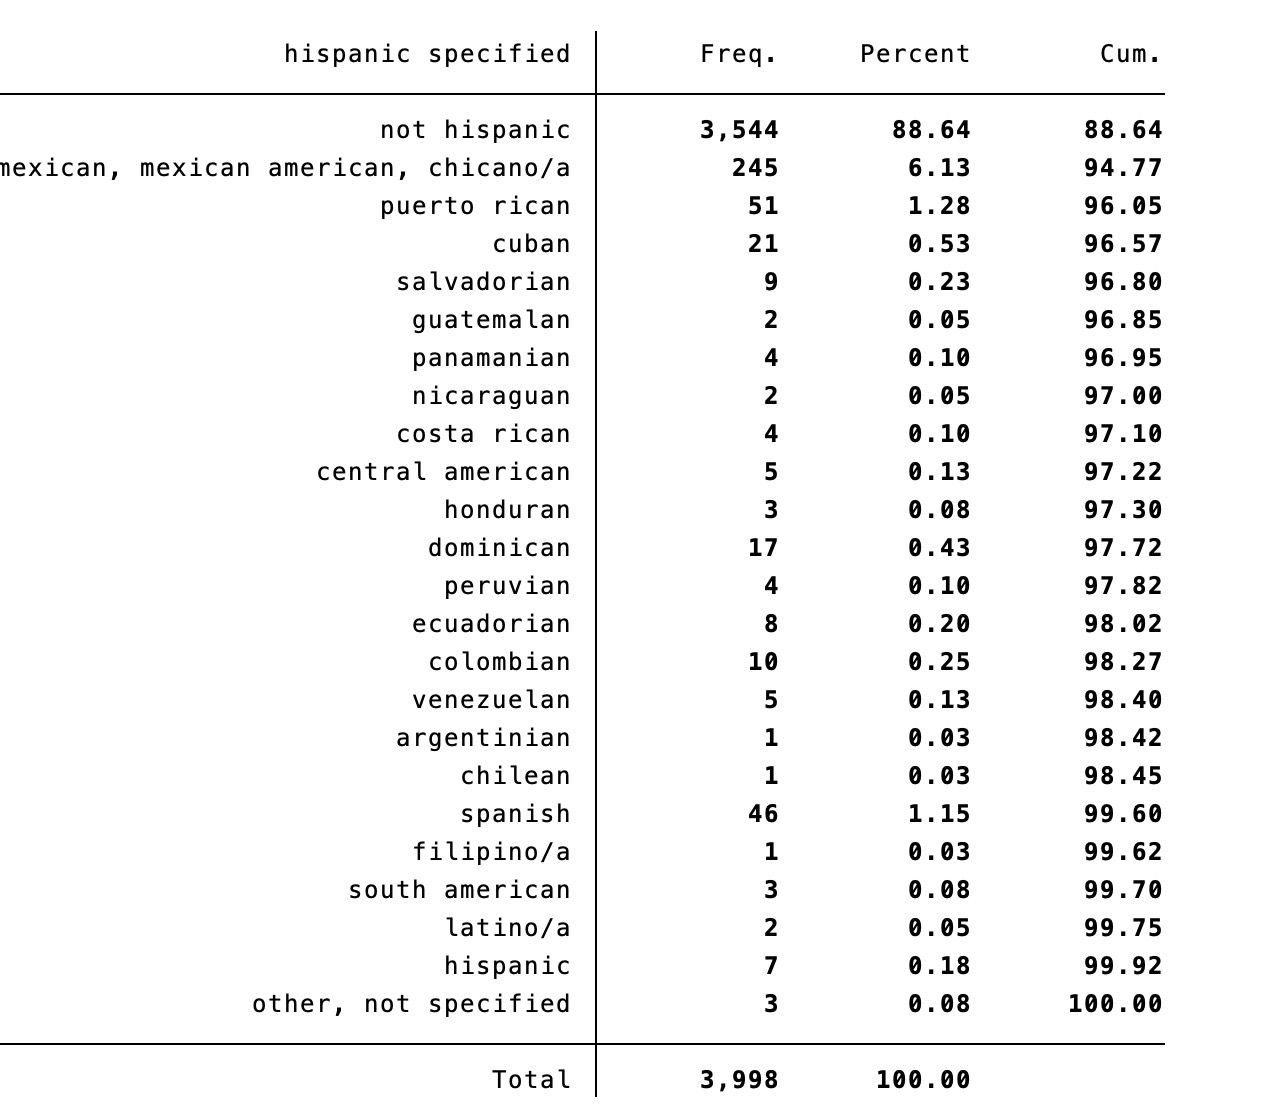 hispanic specified Freq. Percent Cum.
not hispanic 3,544 88.64 88.64
mexican, mexican american, chicano/a 245 6.13 94.77
puerto rican 51 1.28 96.05
cuban 21 0.53 96.57
salvadorian 9 0.23 96.80
guatemalan 2 0.05 96.85
panamanian 4 0.10 96.95
nicaraguan 2 0.05 97.00
costa rican 4 0.10 97.10
central american 5 0.13 97.22
honduran 3 0.08 97.30
dominican 17 0.43 97.72
peruvian 4 0.10 97.82
ecuadorian 8 0.20 98.02
colombian 10 0.25 98.27
venezuelan 5 0.13 98.40
argentinian 1 0.03 98.42
chilean 1 0.03 98.45
spanish 46 1.15 99.60
filipino/a 1 0.03 99.62
south american 3 0.08 99.70
latino/a 2 0.05 99.75
hispanic 7 0.18 99.92
other, not specified 3 0.08 100.00
Total 3,998 100.00